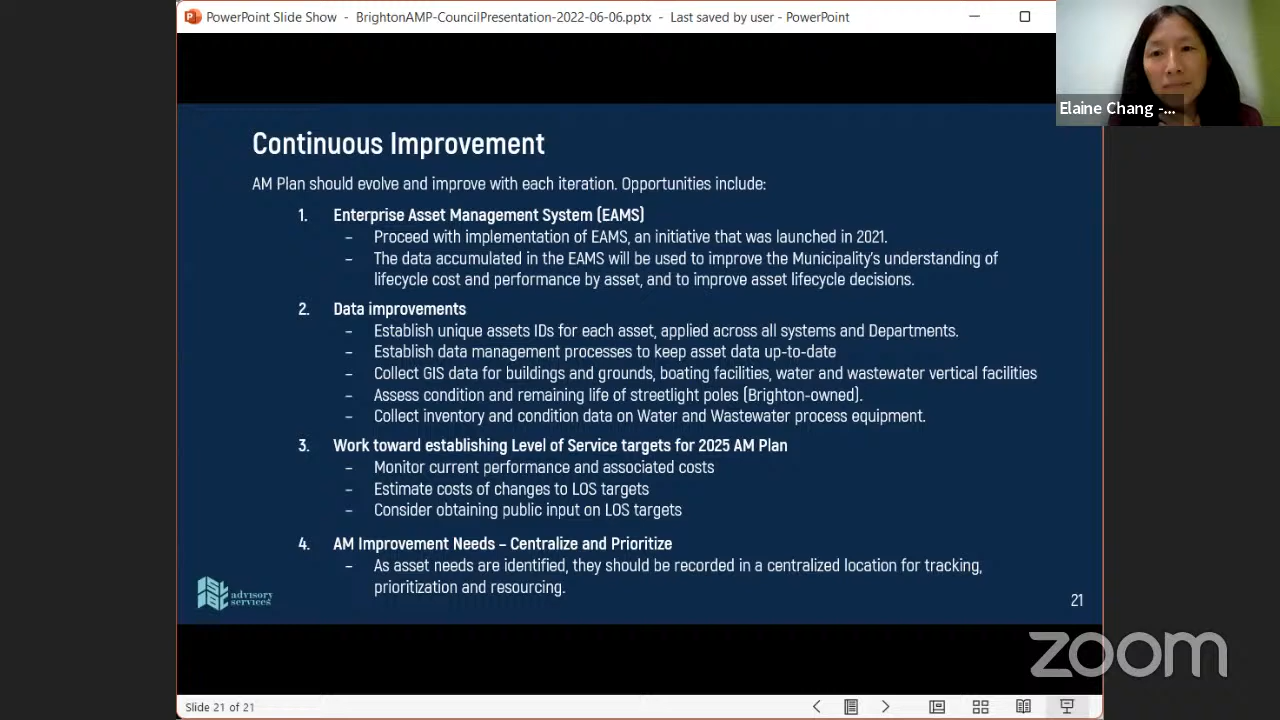 PowerPoint Slide Show - BrightonAMP-CouncilPresentation-2022-06-06.pptx - Last saved by user - PowerPoint
Elaine Chang -...
Continuous Improvement
AM Plan should evolve and improve with each iteration. Opportunities include:
1. Enterprise Asset Management System (EAMS)
– Proceed with implementation of EAMS, an initiative that was launched in 2021.
– The data accumulated in the EAMS will be used to improve the Municipality's understanding of
lifecycle cost and performance by asset, and to improve asset lifecycle decisions.
2. Data improvements
– Establish unique assets IDs for each asset, applied across all systems and Departments.
– Establish data management processes to keep asset data up-to-date
– Collect GIS data for buildings and grounds, boating facilities, water and wastewater vertical facilities
– Assess condition and remaining life of streetlight poles (Brighton-owned).
– Collect inventory and condition data on Water and Wastewater process equipment.
3. Work toward establishing Level of Service targets for 2025 AM Plan
– Monitor current performance and associated costs
– Estimate costs of changes to LOS targets
– Consider obtaining public input on LOS targets
4. AM Improvement Needs – Centralize and Prioritize
– As asset needs are identified, they should be recorded in a centralized location for tracking,
prioritization and resourcing.
advisory
services
21
zoom
Slide 21 of 21